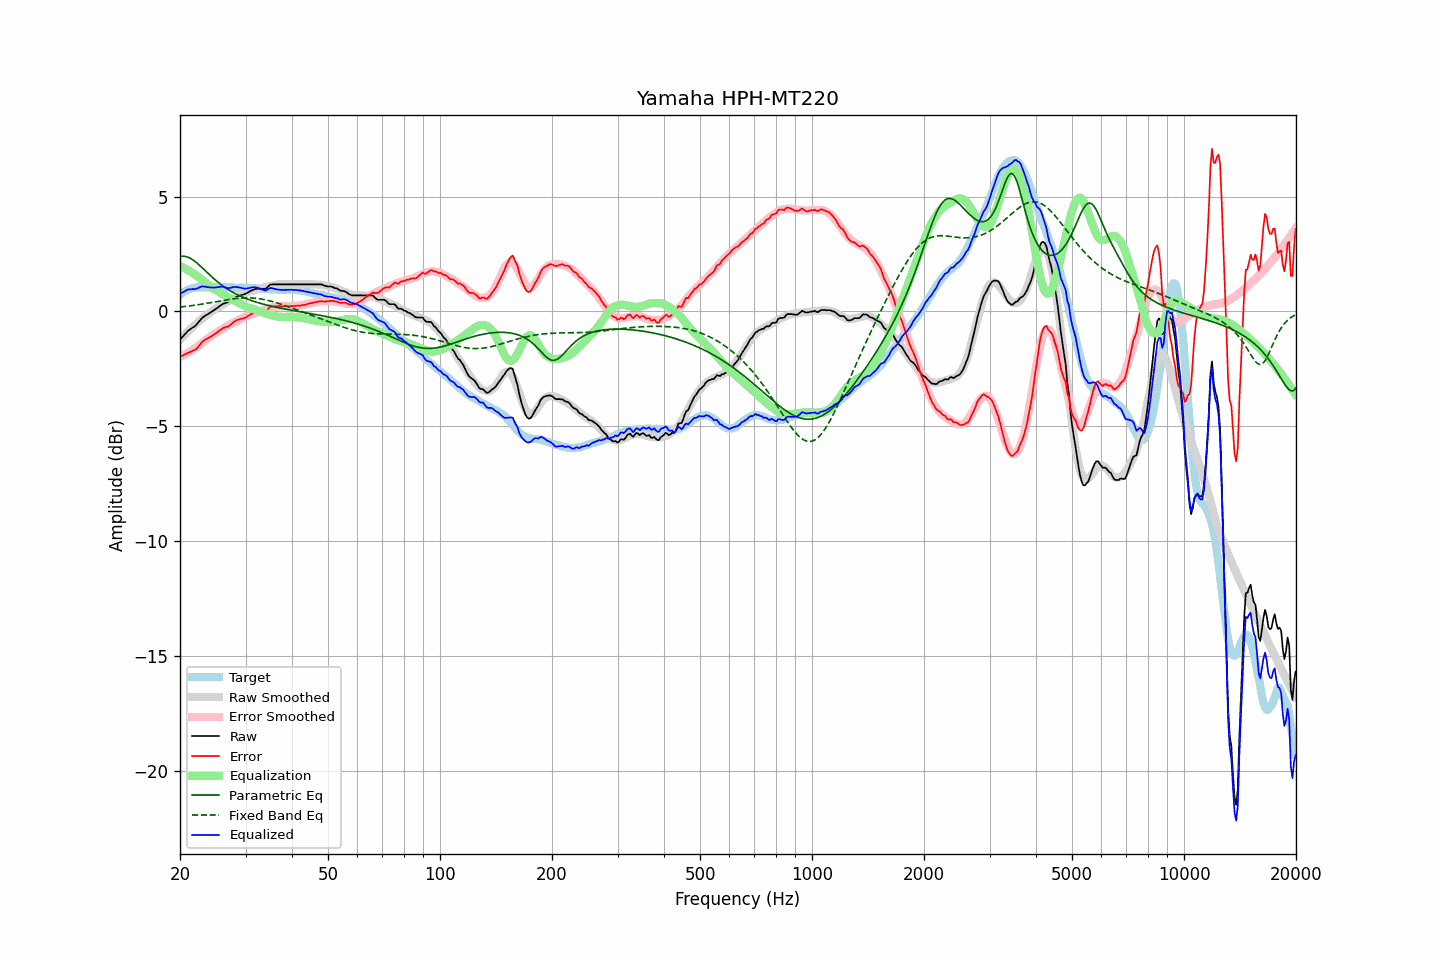 Yamaha HPH-MT220
Amplitude (dBr)
5
0
−5
−10
−15
−20
Target
Raw Smoothed
Error Smoothed
Raw
Error
Equalization
Parametric Eq
Fixed Band Eq
Equalized
20 50 100 200 500 1000 2000 5000 10000 20000
Frequency (Hz)